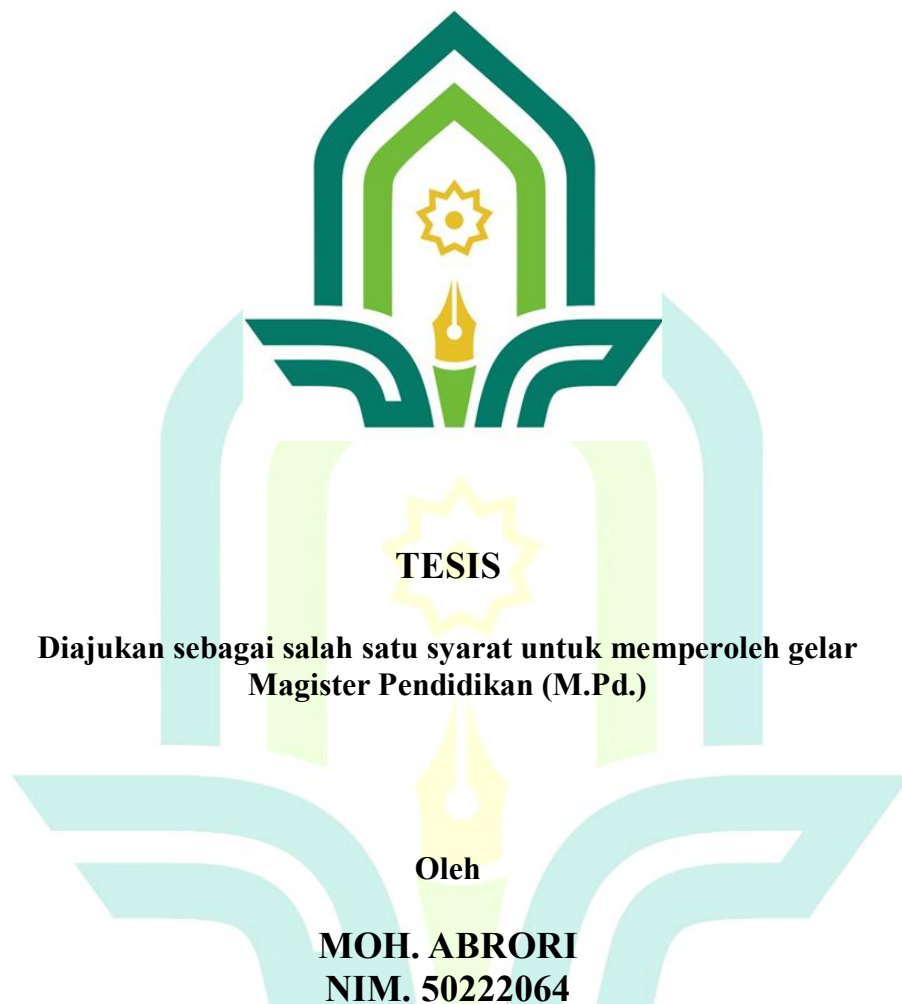 TESIS
Diajukan sebagai salah satu syarat untuk memperoleh gelar
Magister Pendidikan (M.Pd.)
Oleh
MOH. ABRORI
NIM. 50222064